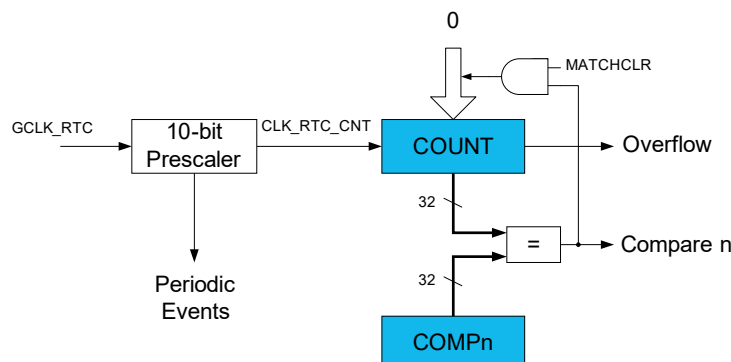 0
MATCHCLR
GCLK_RTC
10-bit
Prescaler
CLK_RTC_CNT
COUNT
Overflow
32
=
Compare n
Periodic
Events
32
COMPn